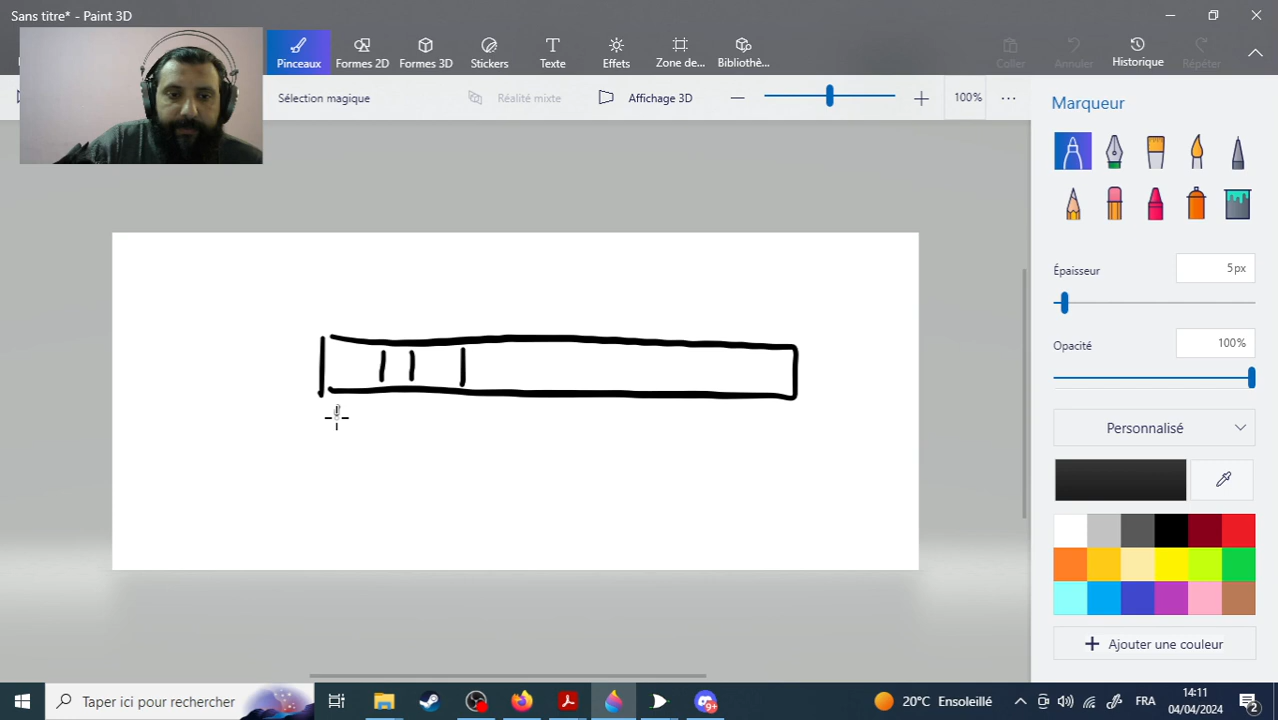 Sans titre* - Paint 3D
Pinceaux
Formes 2D
Formes 3D
Stickers
Texte
Effets
Zone de...
Bibliothè...
Coller
Annuler
Historique
Répéter
Sélection magique
Réalité mixte
Affichage 3D
100%
Marqueur
Épaisseur
5px
Opacité
100%
Personnalisé
Ajouter une couleur
Taper ici pour rechercher
9+
20°C Ensoleillé
FRA
14:11
04/04/2024
2